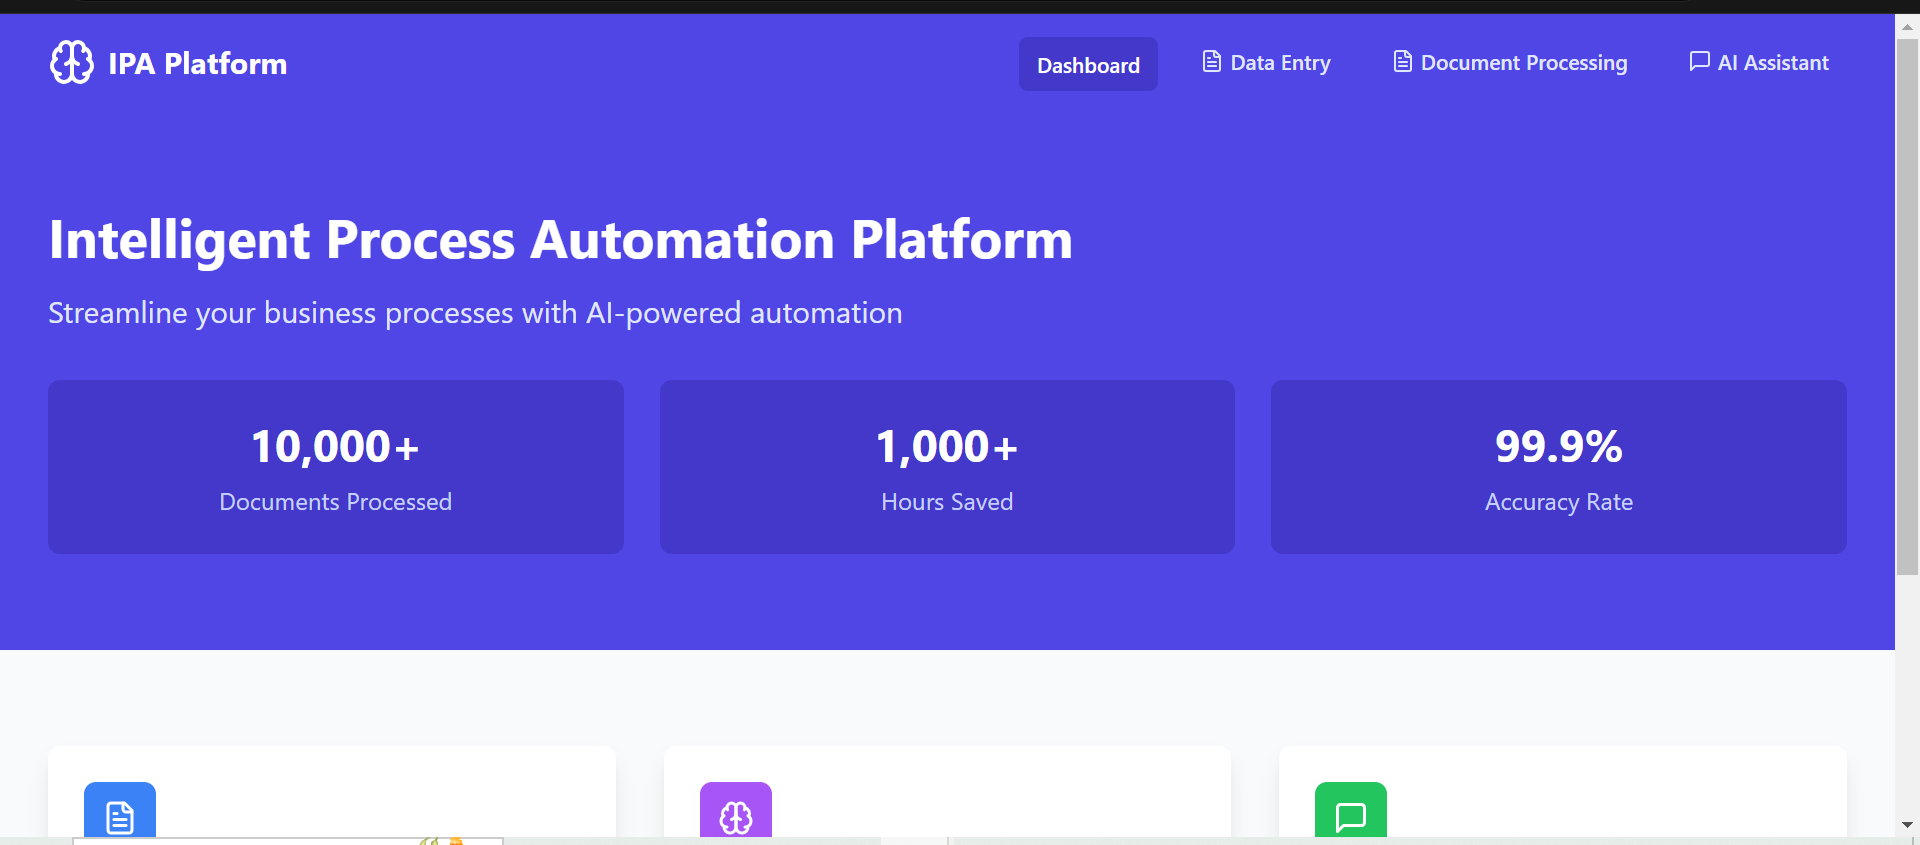 IPA Platform
Dashboard
Data Entry
Document Processing
AI Assistant
Intelligent Process Automation Platform
Streamline your business processes with AI-powered automation
10,000+
Documents Processed
1,000+
Hours Saved
99.9%
Accuracy Rate